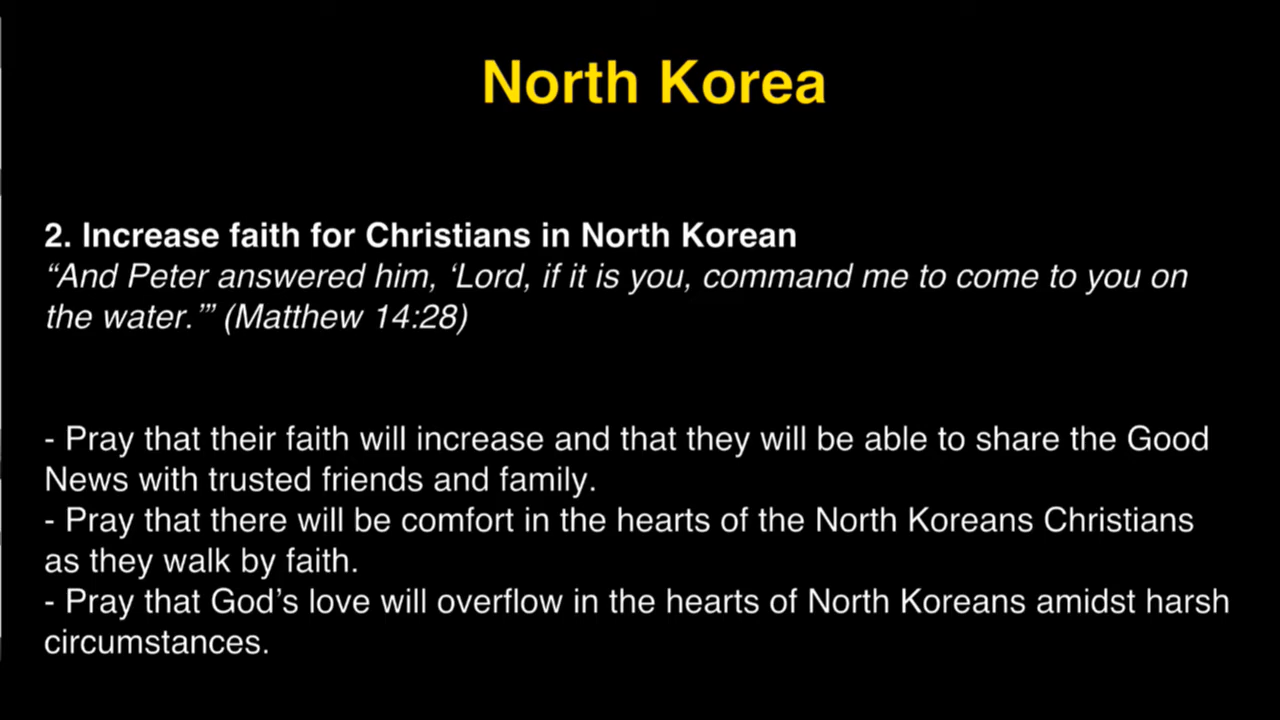 North Korea
2. Increase faith for Christians in North Korean
“And Peter answered him, ‘Lord, if it is you, command me to come to you on
the water.’” (Matthew 14:28)
- Pray that their faith will increase and that they will be able to share the Good
News with trusted friends and family.
- Pray that there will be comfort in the hearts of the North Koreans Christians
as they walk by faith.
- Pray that God’s love will overflow in the hearts of North Koreans amidst harsh
circumstances.